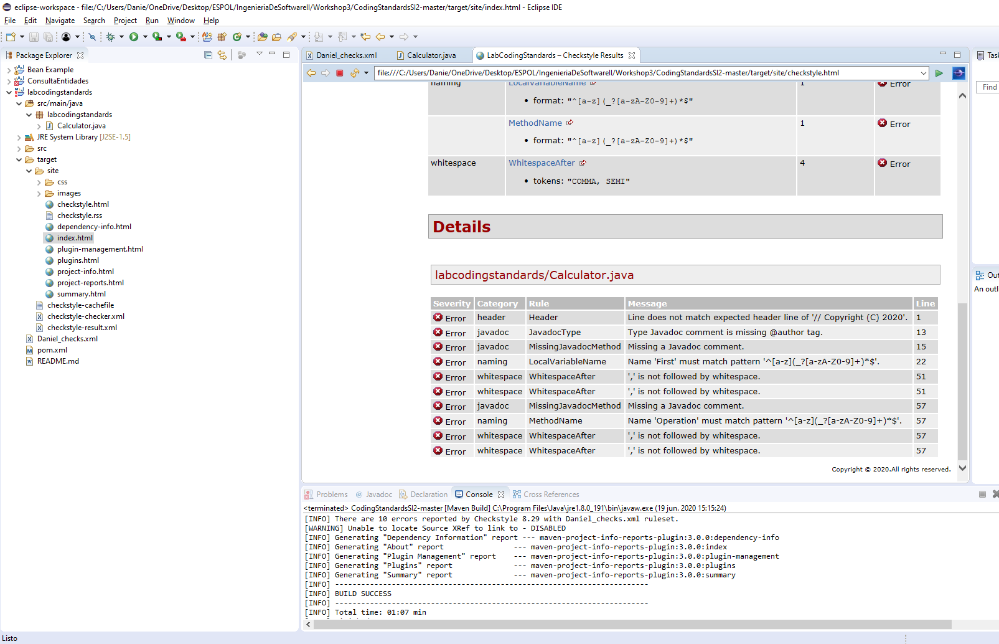 eclipse-workspace - file:/C:/Users/Danie/OneDrive/Desktop/ESPOL/IngenieriaDeSoftwareII/Workshop3/CodingStandardsSI2-master/target/site/index.html - Eclipse IDE
File Edit Navigate Search Project Run Window Help
Package Explorer
Bean Example
ConsultaEntidades
labcodingstandards
src/main/java
labcodingstandards
Calculator.java
JRE System Library [J2SE-1.5]
src
target
site
css
images
checkstyle.html
checkstyle.rss
dependency-info.html
index.html
plugin-management.html
plugins.html
project-info.html
project-reports.html
summary.html
checkstyle-cachefile
checkstyle-checker.xml
checkstyle-result.xml
Daniel_checks.xml
pom.xml
README.md
Daniel_checks.xml Calculator.java LabCodingStandards – Checkstyle Results
file:///C:/Users/Danie/OneDrive/Desktop/ESPOL/IngenieriaDeSoftwareII/Workshop3/CodingStandardsSI2-master/target/site/checkstyle.html
naming LocalVariableName 1 Error
format: "^[a-z](_?[a-zA-Z0-9]+)*$"
MethodName 1 Error
format: "^[a-z](_?[a-zA-Z0-9]+)*$"
whitespace WhitespaceAfter 4 Error
tokens: "COMMA, SEMI"
Details
labcodingstandards/Calculator.java
Severity Category Rule Message Line
Error header Header Line does not match expected header line of '// Copyright (C) 2020'. 1
Error javadoc JavadocType Type Javadoc comment is missing @author tag. 13
Error javadoc MissingJavadocMethod Missing a Javadoc comment. 15
Error naming LocalVariableName Name 'First' must match pattern '^[a-z](_?[a-zA-Z0-9]+)*$'. 22
Error whitespace WhitespaceAfter ',' is not followed by whitespace. 51
Error whitespace WhitespaceAfter ',' is not followed by whitespace. 51
Error javadoc MissingJavadocMethod Missing a Javadoc comment. 57
Error naming MethodName Name 'Operation' must match pattern '^[a-z](_?[a-zA-Z0-9]+)*$'. 57
Error whitespace WhitespaceAfter ',' is not followed by whitespace. 57
Error whitespace WhitespaceAfter ',' is not followed by whitespace. 57
Copyright © 2020.All rights reserved.
Task
Find
Out
An outl
Problems @ Javadoc Declaration Console Cross References
<terminated> CodingStandardsSI2-master [Maven Build] C:\Program Files\Java\jre1.8.0_191\bin\javaw.exe (19 jun. 2020 15:15:24)
[INFO] There are 10 errors reported by Checkstyle 8.29 with Daniel_checks.xml ruleset.
[WARNING] Unable to locate Source XRef to link to - DISABLED
[INFO] Generating "Dependency Information" report --- maven-project-info-reports-plugin:3.0.0:dependency-info
[INFO] Generating "About" report --- maven-project-info-reports-plugin:3.0.0:index
[INFO] Generating "Plugin Management" report --- maven-project-info-reports-plugin:3.0.0:plugin-management
[INFO] Generating "Plugins" report --- maven-project-info-reports-plugin:3.0.0:plugins
[INFO] Generating "Summary" report --- maven-project-info-reports-plugin:3.0.0:summary
[INFO] ------------------------------------------------------------------------
[INFO] BUILD SUCCESS
[INFO] ------------------------------------------------------------------------
[INFO] Total time: 01:07 min
Listo